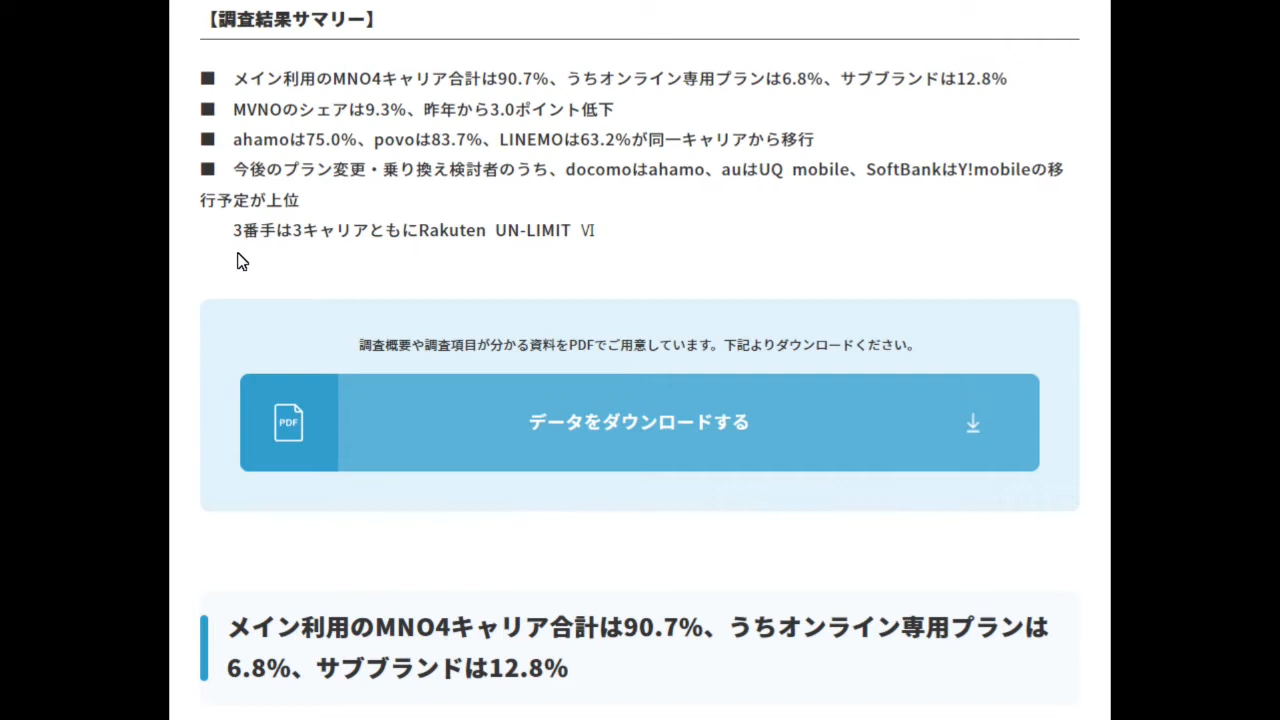 【調査結果サマリー】
■ メイン利用のMNO4キャリア合計は90.7%、うちオンライン専用プランは6.8%、サブブランドは12.8%
■ MVNOのシェアは9.3%、昨年から3.0ポイント低下
■ ahamoは75.0%、povoは83.7%、LINEMOは63.2%が同一キャリアから移行
■ 今後のプラン変更・乗り換え検討者のうち、docomoはahamo、auはUQ mobile、SoftBankはY!mobileの移
行予定が上位
3番手は3キャリアともにRakuten UN-LIMIT Ⅵ
調査概要や調査項目が分かる資料をPDFでご用意しています。下記よりダウンロードください。
PDF
データをダウンロードする
メイン利用のMNO4キャリア合計は90.7%、うちオンライン専用プランは
6.8%、サブブランドは12.8%